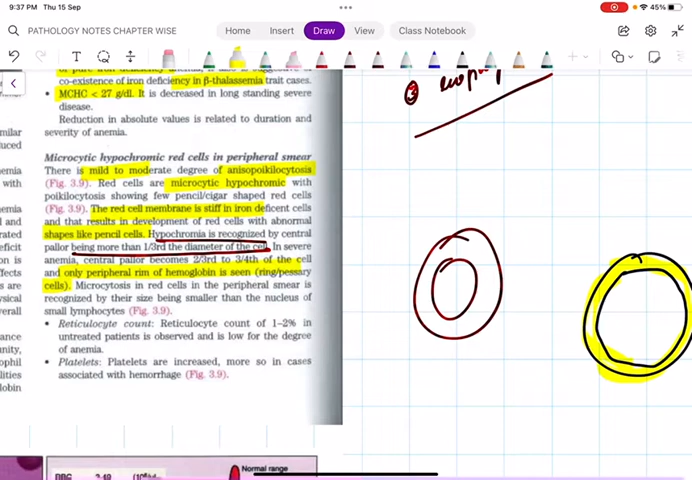 9:37 PM Thu 15 Sep
45%
PATHOLOGY NOTES CHAPTER WISE
Home Insert Draw View Class Notebook
co-existence of iron deficiency in β-thalassemia trait cases.
• MCHC < 27 g/dl. It is decreased in long standing severe
disease.
Reduction in absolute values is related to duration and
severity of anemia.
Microcytic hypochromic red cells in peripheral smear
There is mild to moderate degree of anisopoikilocytosis
(Fig. 3.9). Red cells are microcytic hypochromic with
poikilocytosis showing few pencil/cigar shaped red cells
(Fig. 3.9). The red cell membrane is stiff in iron deficient cells
and that results in development of red cells with abnormal
shapes like pencil cells. Hypochromia is recognized by central
pallor being more than 1/3rd the diameter of the cell. In severe
anemia, central pallor becomes 2/3rd to 3/4th of the cell
and only peripheral rim of hemoglobin is seen (ring/pessary
cells). Microcytosis in red cells in the peripheral smear is
recognized by their size being smaller than the nucleus of
small lymphocytes (Fig. 3.9).
• Reticulocyte count: Reticulocyte count of 1–2% in
untreated patients is observed and is low for the degree
of anemia.
• Platelets: Platelets are increased, more so in cases
associated with hemorrhage (Fig. 3.9).
with
and
are
RBC
Normal range
3